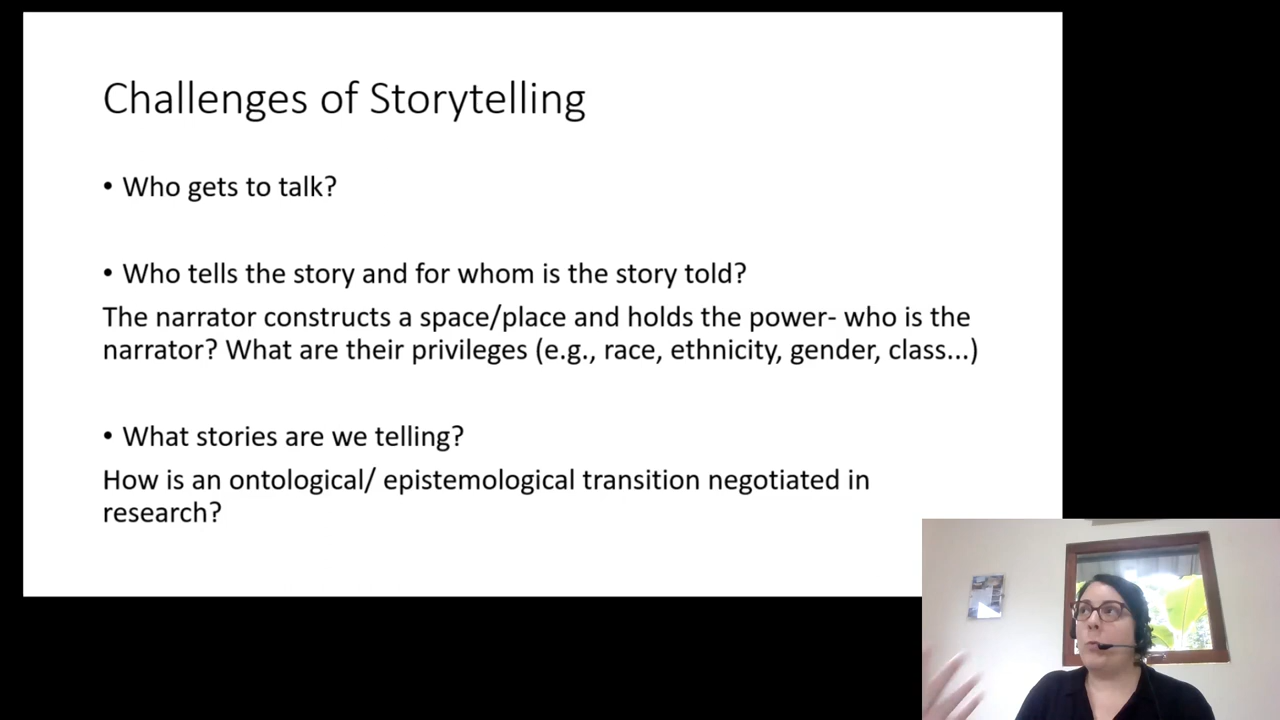 Challenges of Storytelling
• Who gets to talk?
• Who tells the story and for whom is the story told?
The narrator constructs a space/place and holds the power- who is the
narrator? What are their privileges (e.g., race, ethnicity, gender, class...)
• What stories are we telling?
How is an ontological/ epistemological transition negotiated in
research?